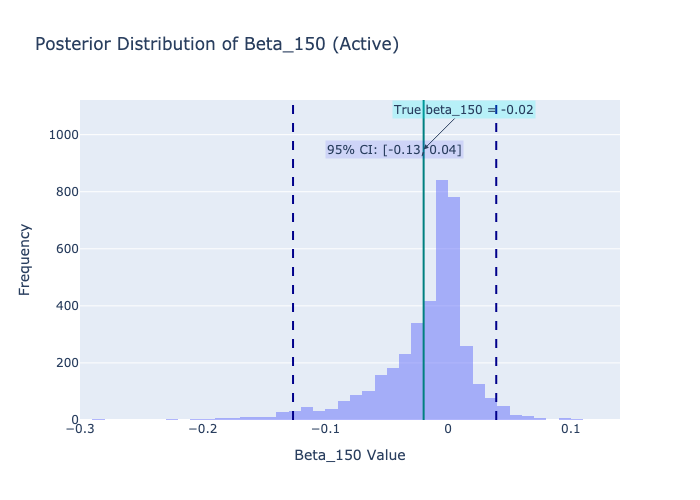 Posterior Distribution of Beta_150 (Active)
True beta_150 = -0.02
95% CI: [-0.13, 0.04]
1000
800
600
400
200
0
Frequency
−0.3
−0.2
−0.1
0
0.1
Beta_150 Value